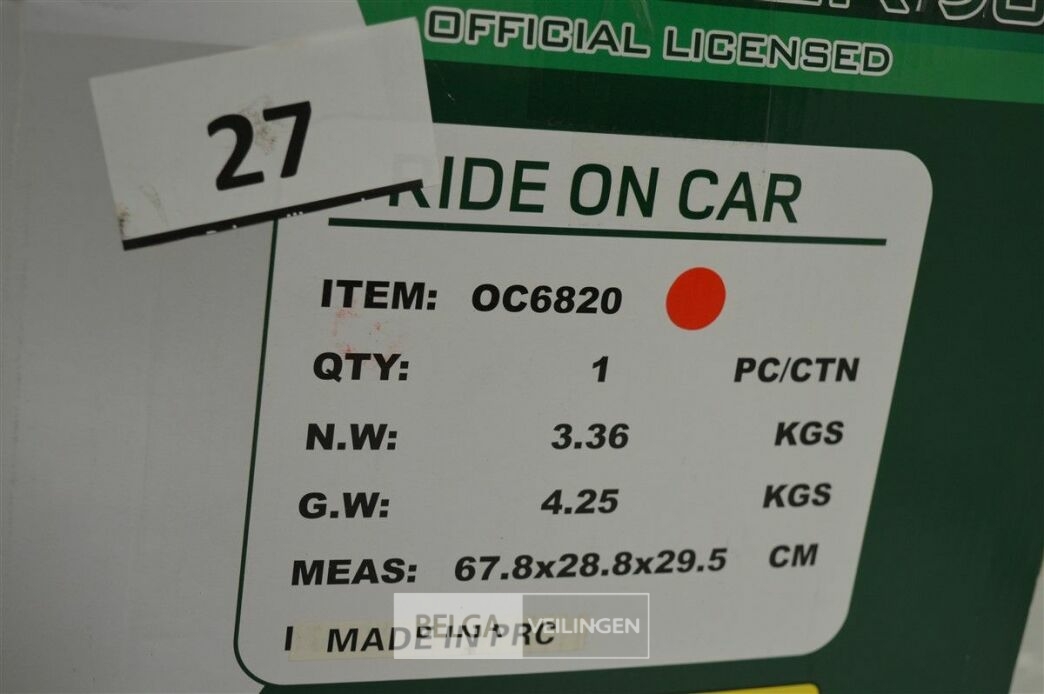 OFFICIAL LICENSED
27
RIDE ON CAR
ITEM: OC6820
QTY: 1 PC/CTN
N.W: 3.36 KGS
G.W: 4.25 KGS
MEAS: 67.8x28.8x29.5 CM
MADE IN PRC
BELGA VEILINGEN